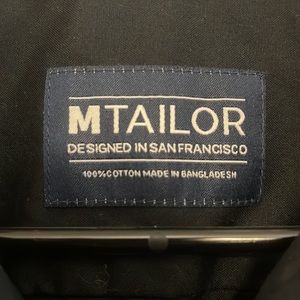 MTAILOR
DESIGNED IN SAN FRANCISCO
100% COTTON MADE IN BANGLADESH